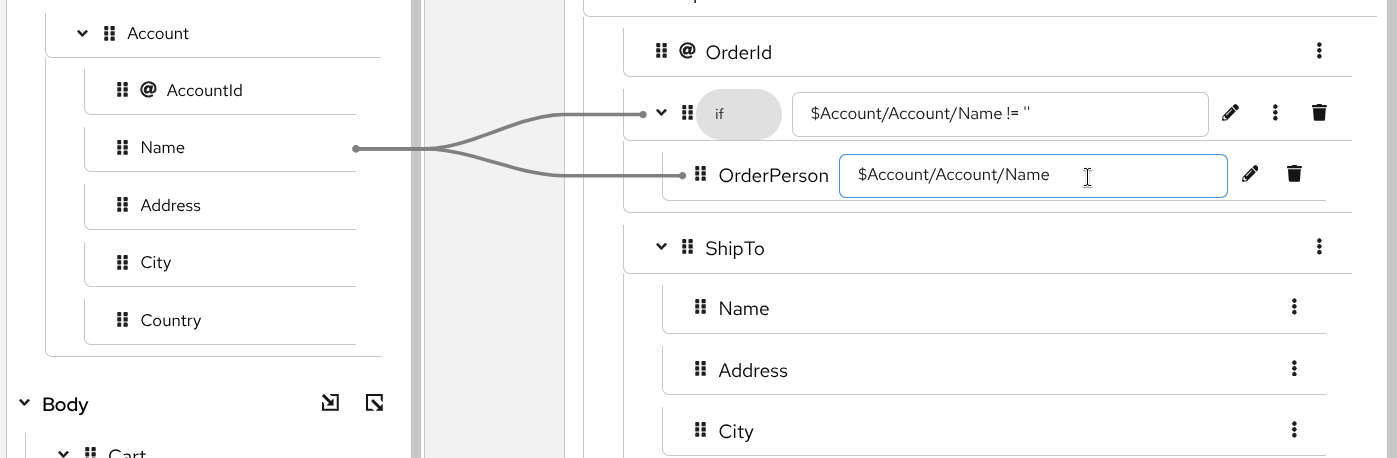 Account
@ AccountId
Name
Address
City
Country
Body
Cart
@ OrderId
if $Account/Account/Name != ''
OrderPerson $Account/Account/Name
ShipTo
Name
Address
City